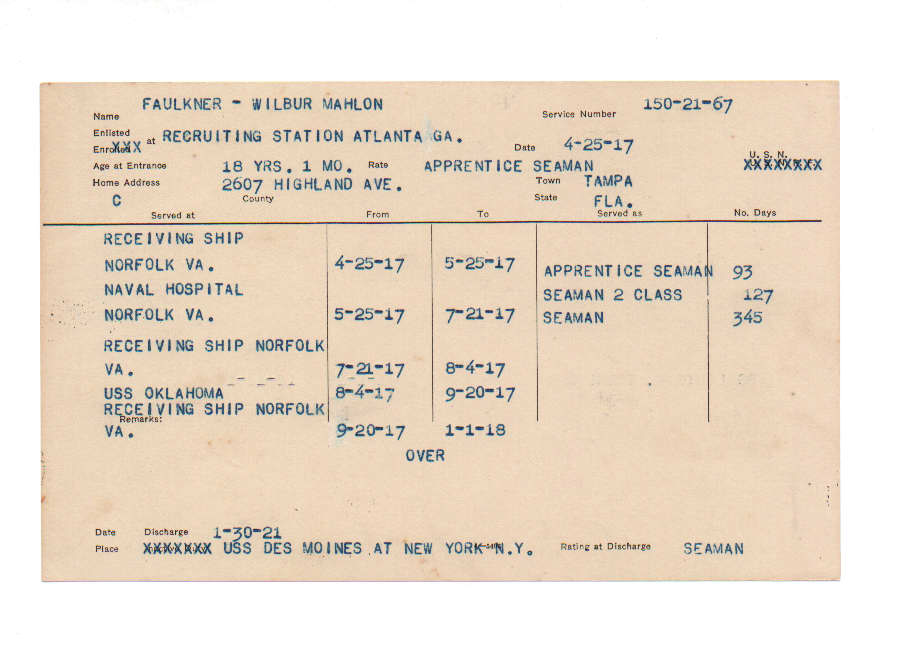 FAULKNER - WILBUR MAHLON 150-21-67
Name Service Number
Enlisted
Enrolled at RECRUITING STATION ATLANTA GA. Date 4-25-17
XXX
U. S. N.
XXXXXXXX
Age at Entrance 18 YRS. 1 MO. Rate APPRENTICE SEAMAN
Home Address 2607 HIGHLAND AVE. Town TAMPA
C County State FLA.
Served at From To Served as No. Days
RECEIVING SHIP
NORFOLK VA. 4-25-17 5-25-17 APPRENTICE SEAMAN 93
NAVAL HOSPITAL SEAMAN 2 CLASS 127
NORFOLK VA. 5-25-17 7-21-17 SEAMAN 345
RECEIVING SHIP NORFOLK
VA. 7-21-17 8-4-17
USS OKLAHOMA 8-4-17 9-20-17
RECEIVING SHIP NORFOLK
Remarks:
VA. 9-20-17 1-1-18
OVER
Date Discharge 1-30-21
Place XXXXXXX USS DES MOINES AT NEW YORK N.Y. Rating at Discharge SEAMAN